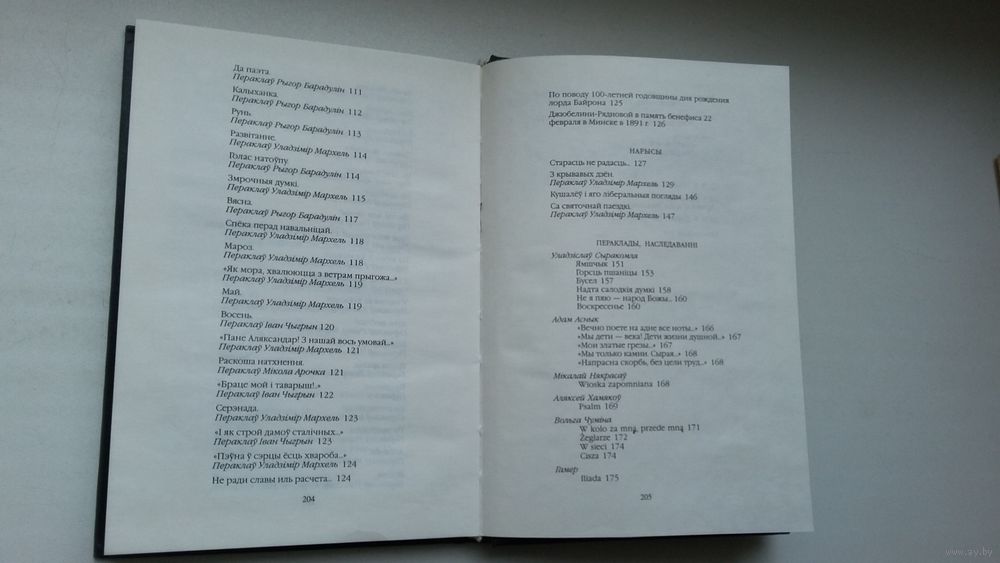 Да паэта.
Пераклаў Рыгор Барадулін 111
Калыханка.
Пераклаў Рыгор Барадулін 112
Рунь.
Пераклаў Рыгор Барадулін 113
Развітанне.
Пераклаў Уладзімір Мархель 114
Голас натоўпу.
Пераклаў Рыгор Барадулін 114
Змрочныя думкі.
Пераклаў Уладзімір Мархель 115
Вясна.
Пераклаў Рыгор Барадулін 117
Спёка перад навальніцай.
Пераклаў Уладзімір Мархель 118
Мароз.
Пераклаў Уладзімір Мархель 118
«Як мора, хвалюющца з ветрам прыгожа..»
Пераклаў Уладзімір Мархель 119
Май.
Пераклаў Уладзімір Мархель 119
Восень.
Пераклаў Іван Чыгрын 120
«Пане Аляксандар! З нашай вось умовай..»
Пераклаў Уладзімір Мархель 121
Раскоша натхнення.
Пераклаў Мікола Арочка 121
«Браце мой і таварыш!.»
Пераклаў Іван Чыгрын 122
Серэнада.
Пераклаў Уладзімір Мархель 123
«І як строй дамоў сталічных..»
Пераклаў Іван Чыгрын 123
«Пэўна ў сэрцы ёсць хвароба..»
Пераклаў Уладзімір Мархель 124
Не ради славы иль расчета.. 124
204
По поводу 100-летней годовщины дня рождения
лорда Байрона 125
Джюбелини-Рядновой в память бенефиса 22
февраля в Минске в 1891 г. 126
НАРЫСЫ
Старасць не радасць.. 127
З крывавых дзён.
Пераклаў Уладзімір Мархель 129
Кушалёў і яго ліберальныя погляды 146
Са святочнай паездкі.
Пераклаў Уладзімір Мархель 147
ПЕРАКЛАДЫ, НАСЛЕДАВАННІ
Уладзіслаў Сыракомля
Ямшчык 151
Горсць пшаніцы 153
Бусел 157
Надта салодкія думкі 158
Не я пяю — народ Божы.. 160
Воскресенье 160
Адам Аснык
«Вечно поете на адне все ноты.» 166
«Мы дети — века! Дети жизни душной.» 167
«Мои златые грезы..» 167
«Мы только камни. Сырая..» 168
«Напрасна скорбь, без цели труд..» 168
Мікалай Някрасаў
Wioska zapomniana 168
Аляксей Хамякоў
Psalm 169
Вольга Чуміна
W koło za mną, przede mną 171
Żeglarze 172
W sieci 174
Cisza 174
Гамер
Iliada 175
205
www.ay.by